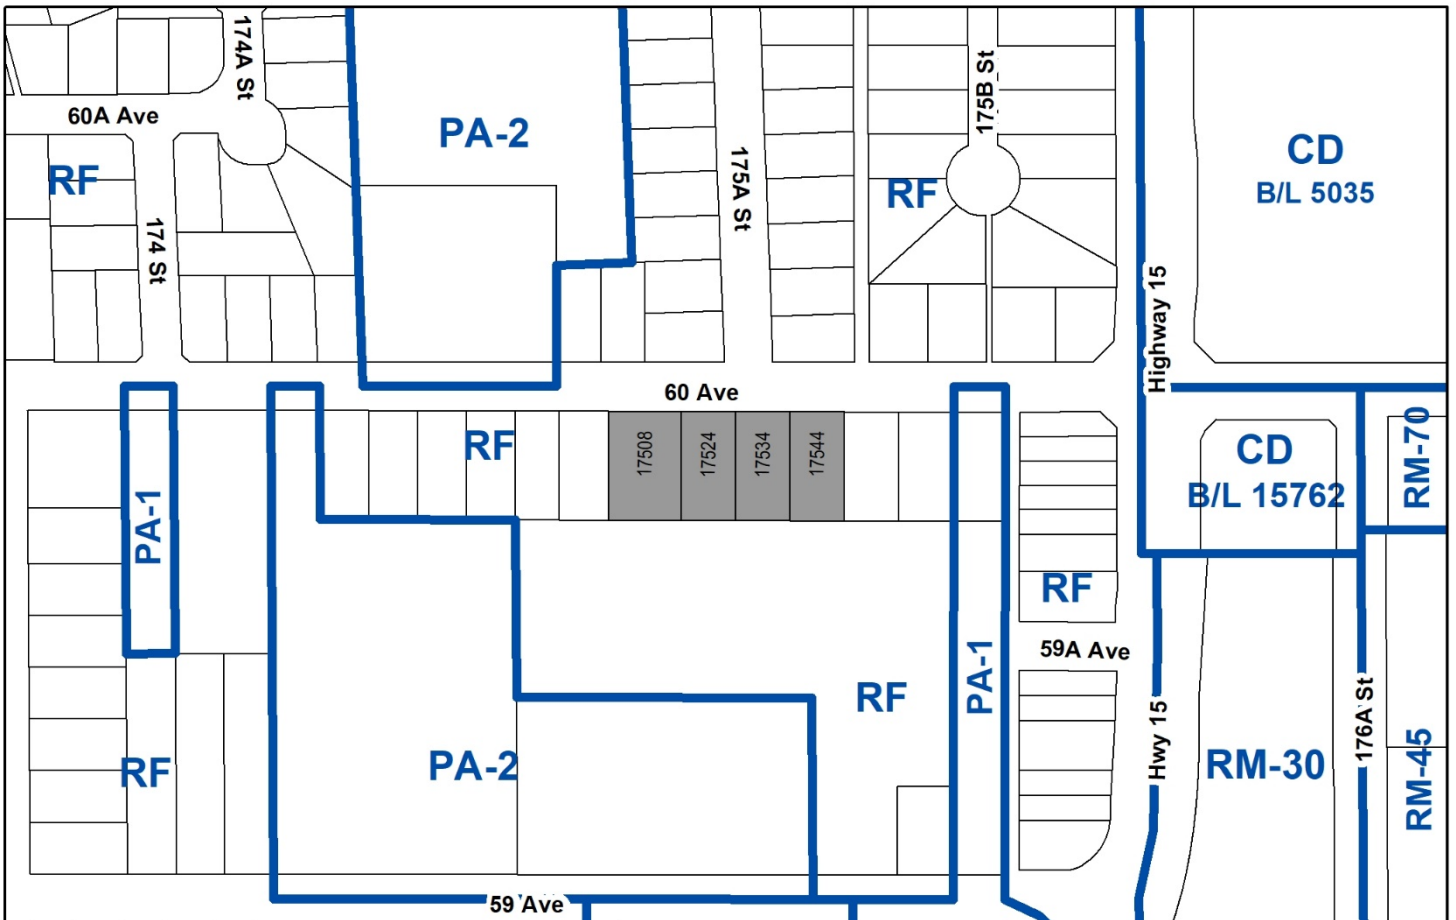 174A St
60A Ave
PA-2
175B St
CD
B/L 5035
RF
175A St
RF
174 St
Highway 15
60 Ave
RF
17508
17524
17534
17544
CD
B/L 15762
RM-70
PA-1
RF
59A Ave
PA-1
RF
176A St
Hwy 15
RF
PA-2
RM-30
RM-45
59 Ave